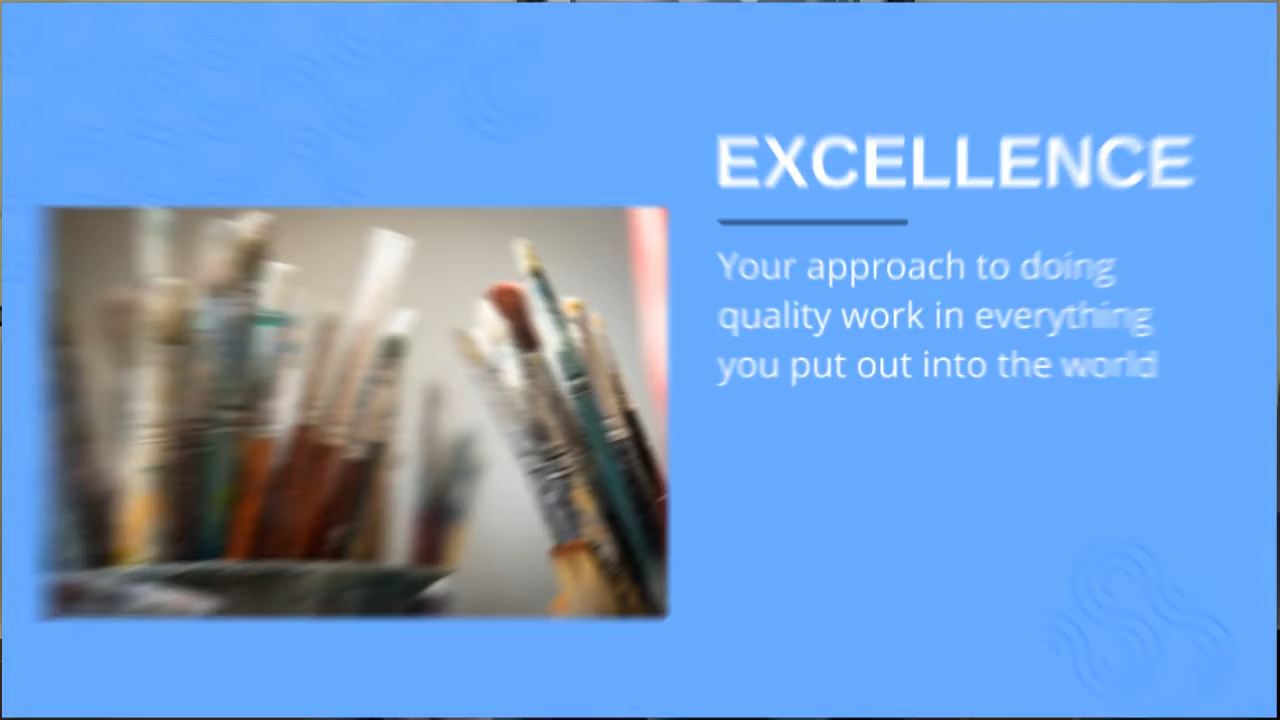 EXCELLENCE
Your approach to doing
quality work in everything
you put out into the world